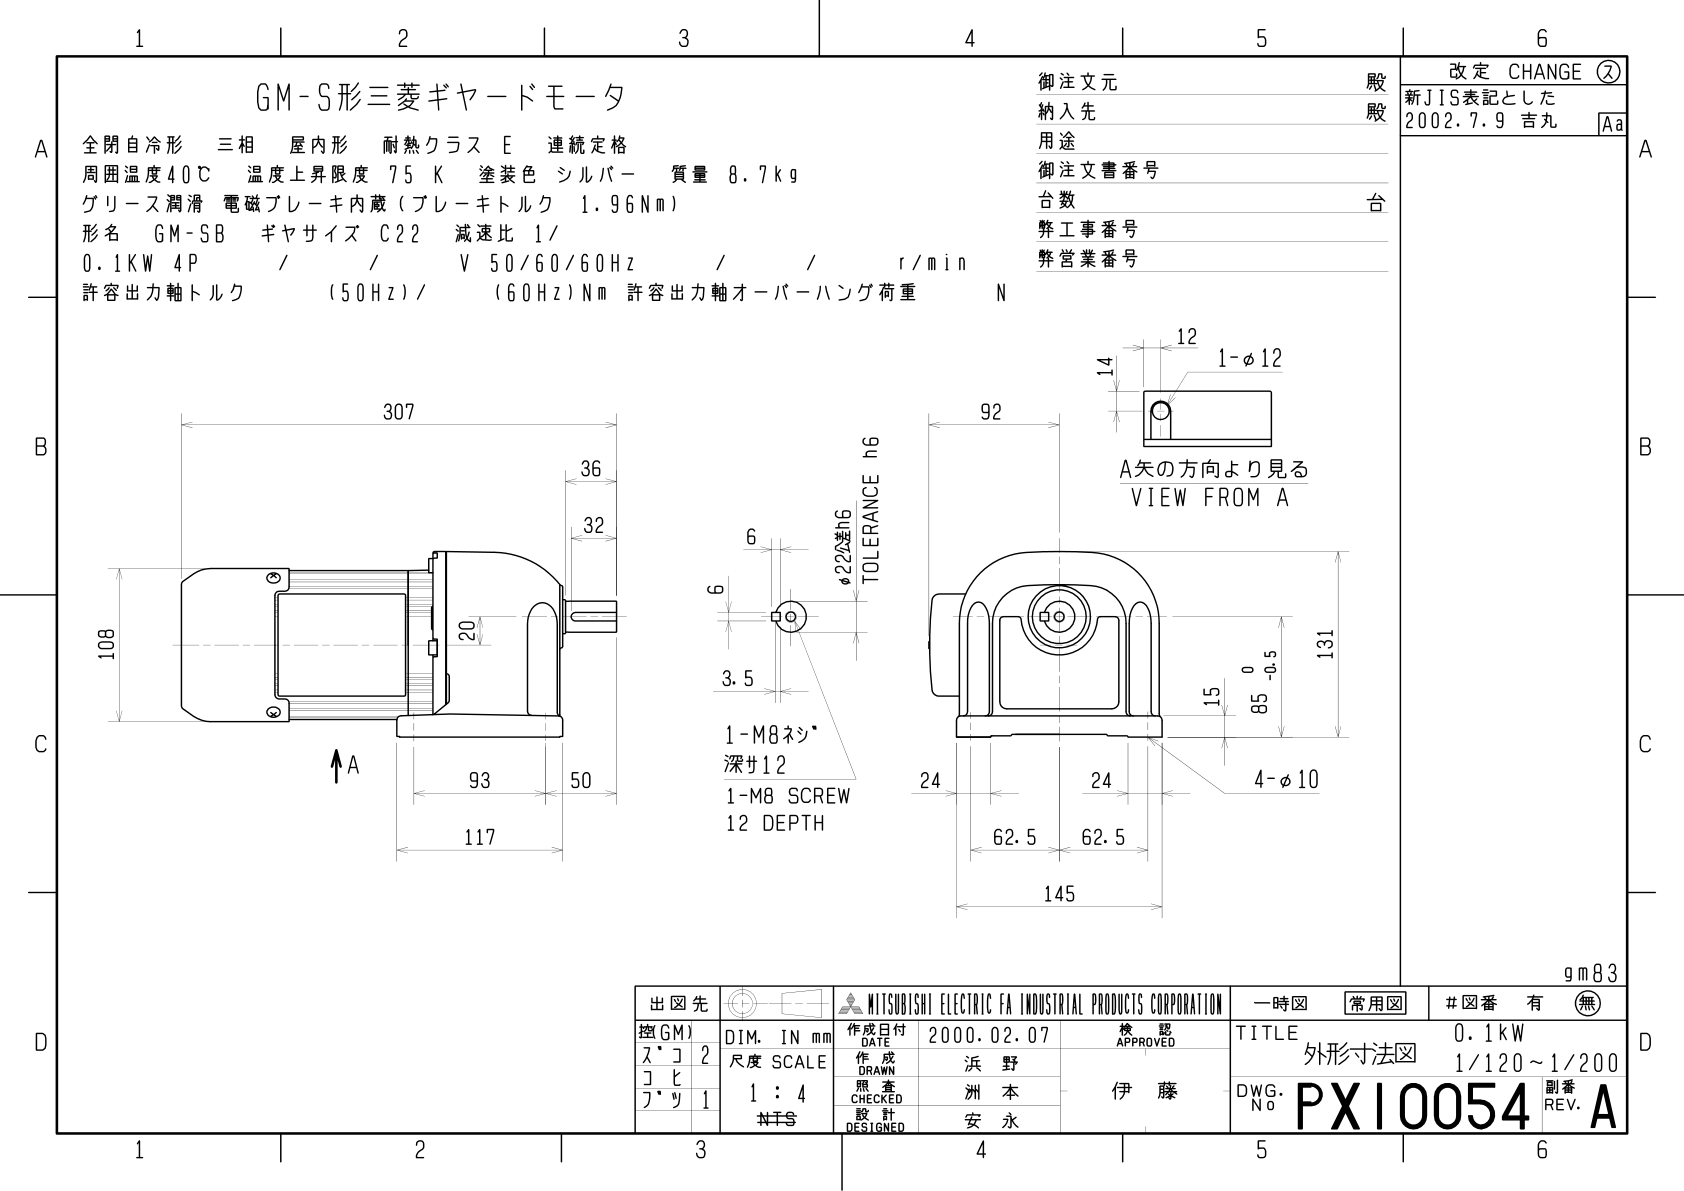 1 2 3 4 5 6
A B C D
A B C D
1 2 3 4 5 6
GM-S形三菱ギヤードモータ
全閉自冷形 三相 屋内形 耐熱クラス E 連続定格
周囲温度40℃ 温度上昇限度 75 K 塗装色 シルバー 質量 8.7kg
グリース潤滑 電磁ブレーキ内蔵(ブレーキトルク 1.96Nm)
形名 GM-SB ギヤサイズ C22 減速比 1/
0.1KW 4P / / V 50/60/60Hz / / r/min
許容出力軸トルク (50Hz)/ (60Hz)Nm 許容出力軸オーバーハング荷重 N
御注文元 殿
納入先 殿
用途
御注文書番号
台数 台
弊工事番号
弊営業番号
改定 CHANGE ス
新JIS表記とした
2002.7.9 吉丸 Aa
12
14
1-φ12
A矢の方向より見る
VIEW FROM A
307
36
32
108
20
A
93
50
117
6
6
3.5
φ22公差h6
TOLERANCE h6
1-M8ネジ
深サ12
1-M8 SCREW
12 DEPTH
92
131
15
85 0 -0.5
24
24
4-φ10
62.5
62.5
145
gm83
出図先
控(GM)
ズコ 2
コピ
ブツ 1
DIM. IN mm
尺度 SCALE
1:4
NTS
MITSUBISHI ELECTRIC FA INDUSTRIAL PRODUCTS CORPORATION
作成日付 DATE 2000.02.07
検認 APPROVED
作成 DRAWN 浜野
照査 CHECKED 洲本
伊藤
設計 DESIGNED 安永
一時図 常用図 #図番 有 無
TITLE 外形寸法図
0.1kW
1/120~1/200
DWG. No PX10054
副番 REV. A